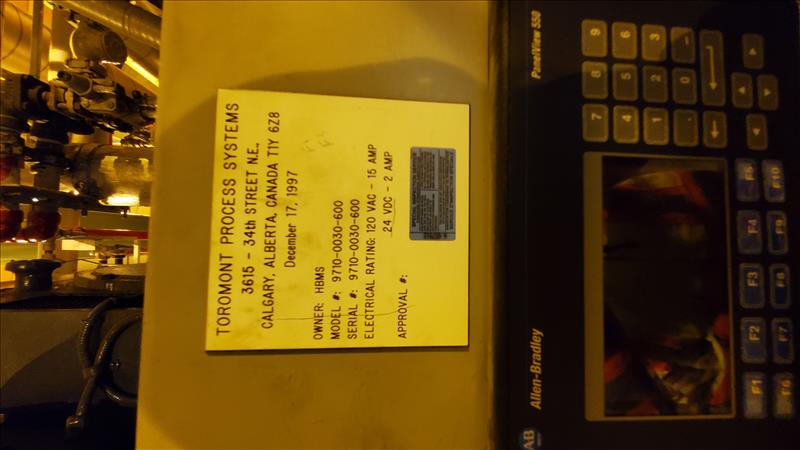 TOROMONT PROCESS SYSTEMS
3615 - 34th STREET N.E.,
CALGARY, ALBERTA, CANADA T1Y 6Z8
December 17, 1997
OWNER: HBMS
MODEL #: 9710-0030-600
SERIAL #: 9710-0030-600
ELECTRICAL RATING: 120 VAC - 15 AMP
24 VDC - 2 AMP
APPROVAL #:
AB Allen-Bradley
PanelView 550
7 8 9
4 5 6
1 2 3
0 -
F1 F2 F3 F4 F5
F6 F7 F8 F9 F10